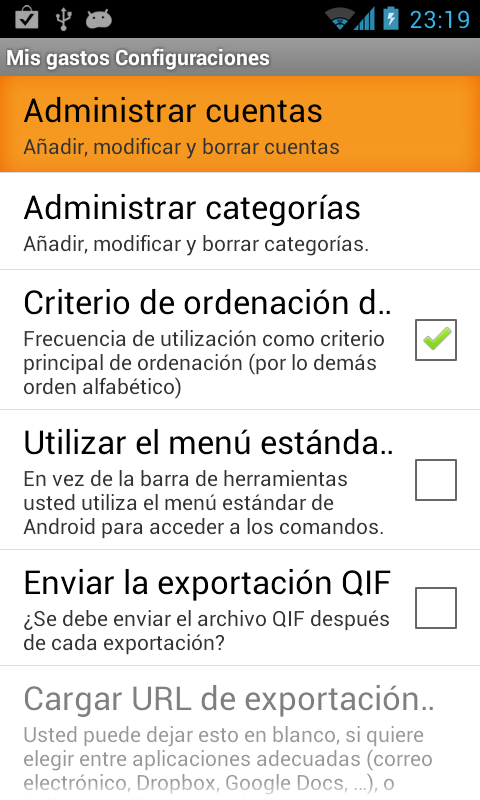 23:19
Mis gastos Configuraciones
Administrar cuentas
Añadir, modificar y borrar cuentas
Administrar categorías
Añadir, modificar y borrar categorías.
Criterio de ordenación d..
Frecuencia de utilización como criterio
principal de ordenación (por lo demás
orden alfabético)
Utilizar el menú estánda..
En vez de la barra de herramientas
usted utiliza el menú estándar de
Android para acceder a los comandos.
Enviar la exportación QIF
¿Se debe enviar el archivo QIF después
de cada exportación?
Cargar URL de exportación..
Usted puede dejar esto en blanco, si quiere
elegir entre aplicaciones adecuadas (correo
electrónico, Dropbox, Google Docs, ...), o